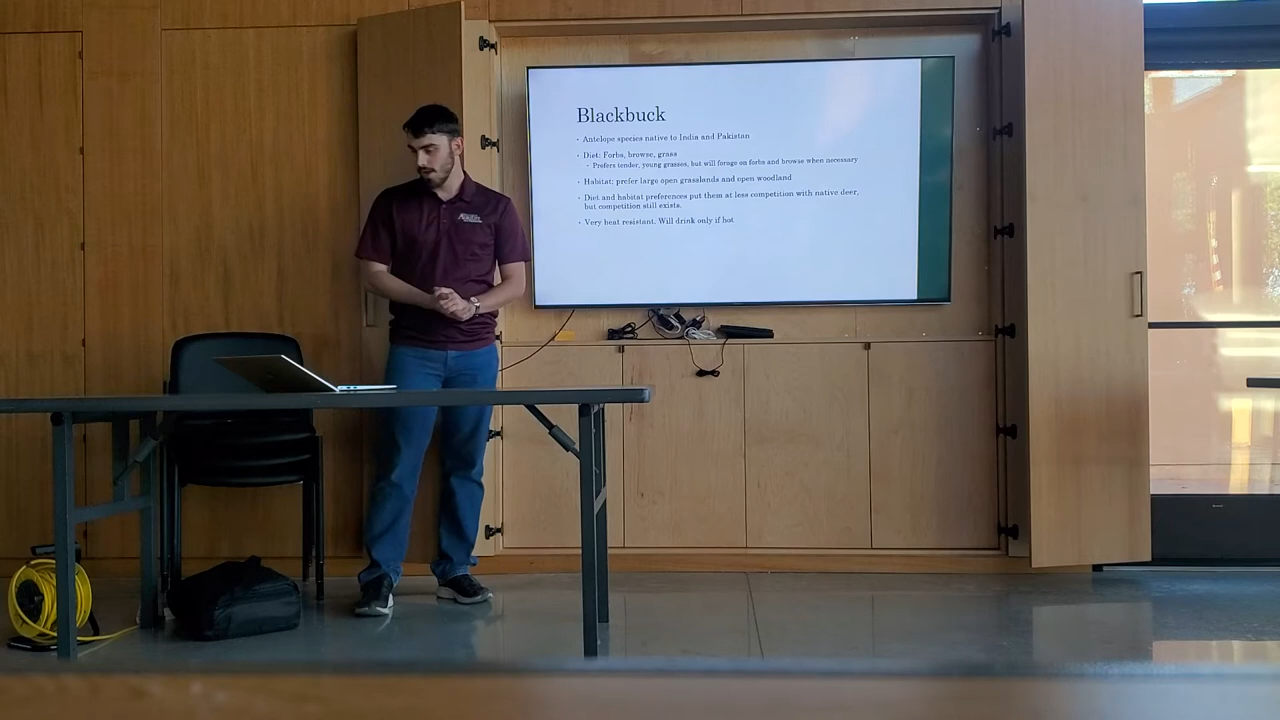 Blackbuck
• Antelope species native to India and Pakistan
• Diet: Forbs, browse, grass
• Prefers tender, young grasses, but will forage on forbs and browse when necessary
• Habitat: prefer large open grasslands and open woodland
• Diet and habitat preferences put them at less competition with native deer,
but competition still exists.
• Very heat resistant. Will drink only if hot